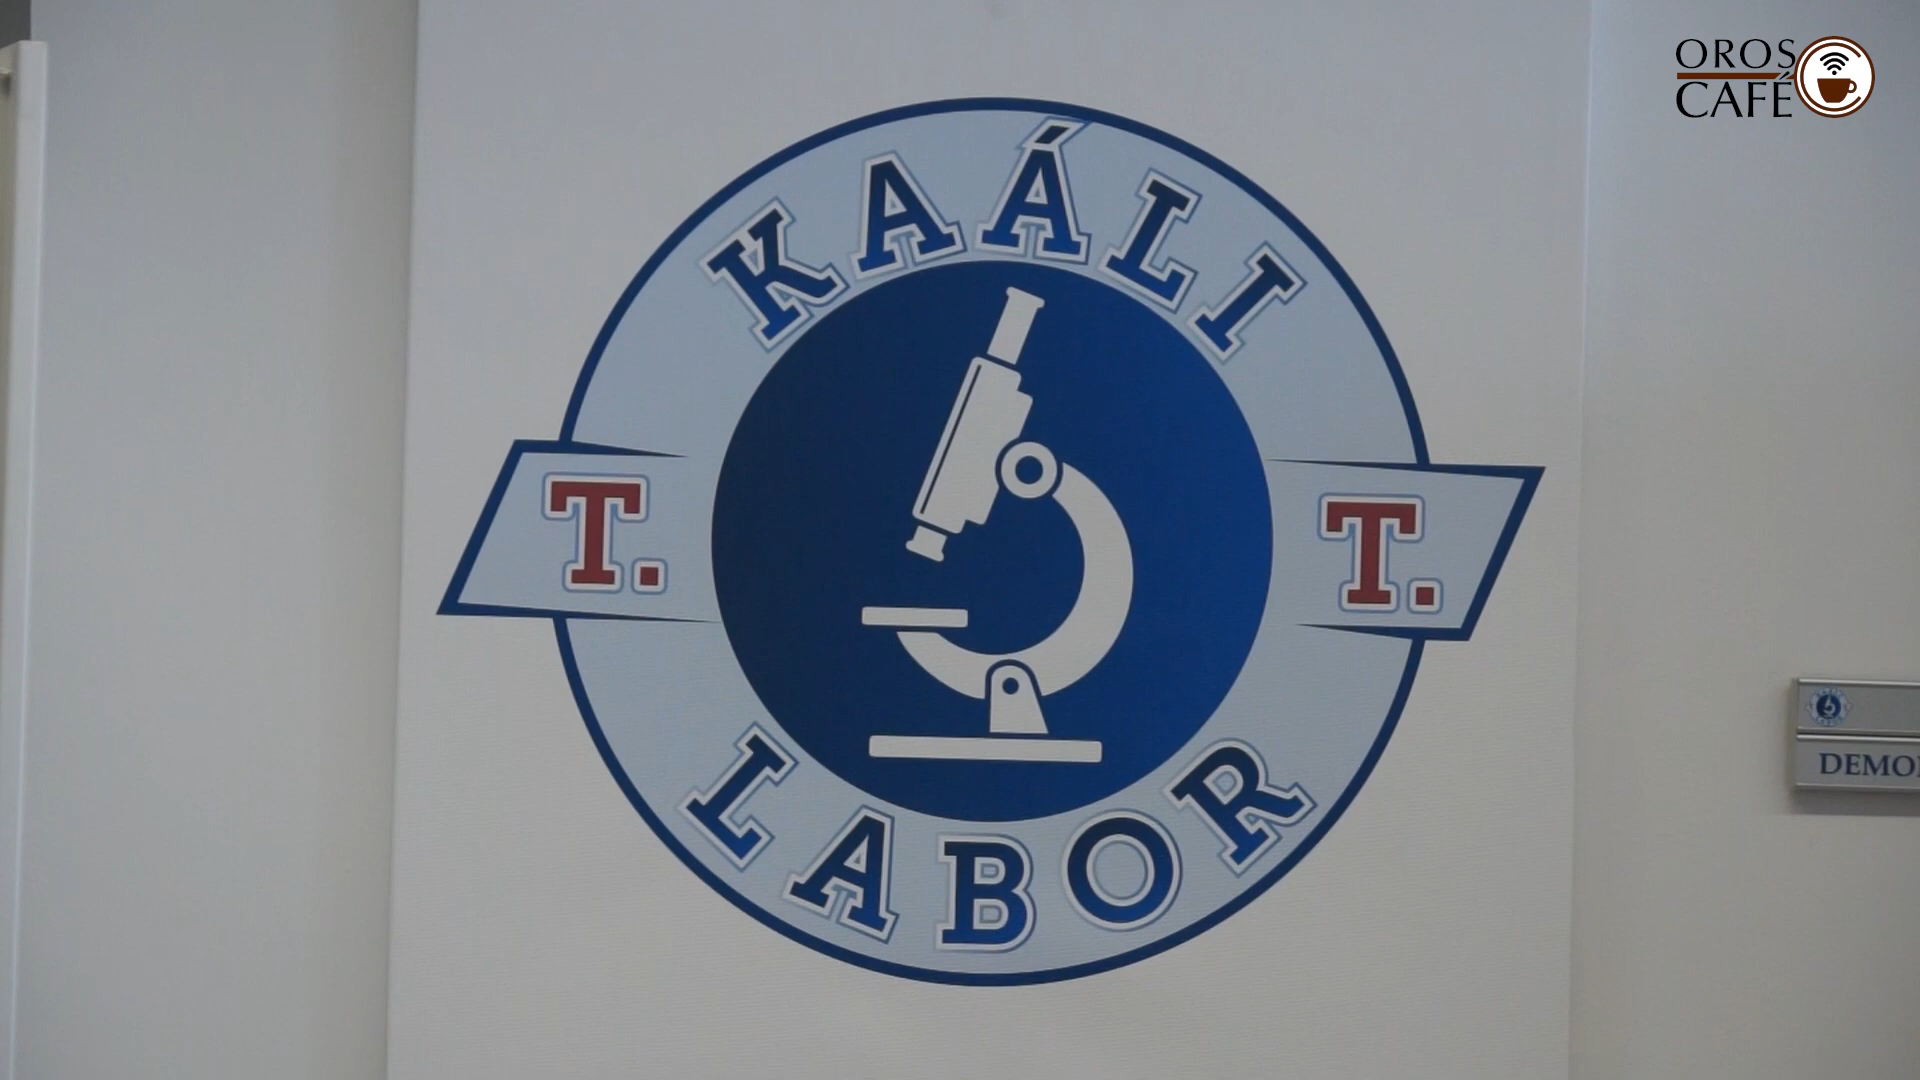 OROS
CAFÉ
KAÁLI
T. T.
LABOR
DEMO